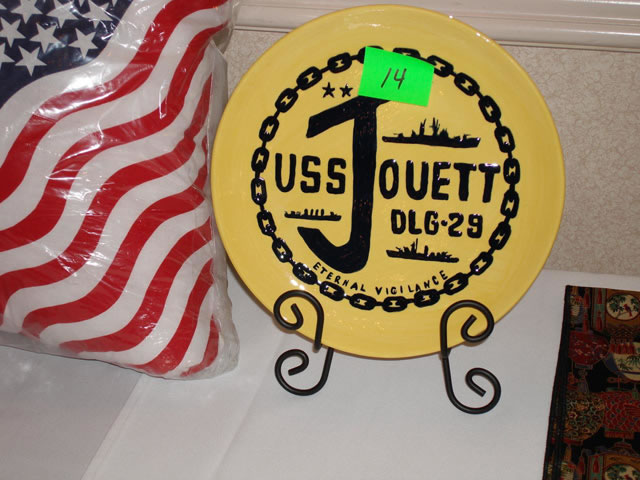 14
USS JOUETT
DLG-29
ETERNAL VIGILANCE